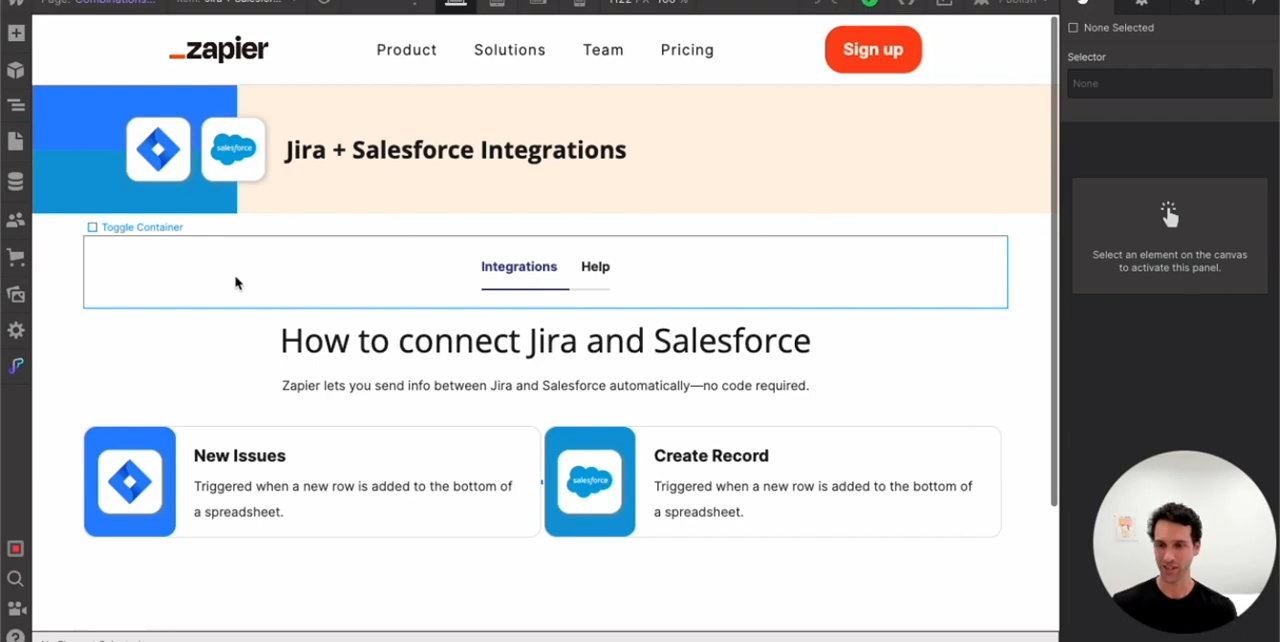 None Selected
Selector
None
_zapier
Product Solutions Team Pricing
Sign up
salesforce
Jira + Salesforce Integrations
Toggle Container
Integrations Help
Select an element on the canvas
to activate this panel.
How to connect Jira and Salesforce
Zapier lets you send info between Jira and Salesforce automatically—no code required.
New Issues
Triggered when a new row is added to the bottom of
a spreadsheet.
salesforce
Create Record
Triggered when a new row is added to the bottom of
a spreadsheet.